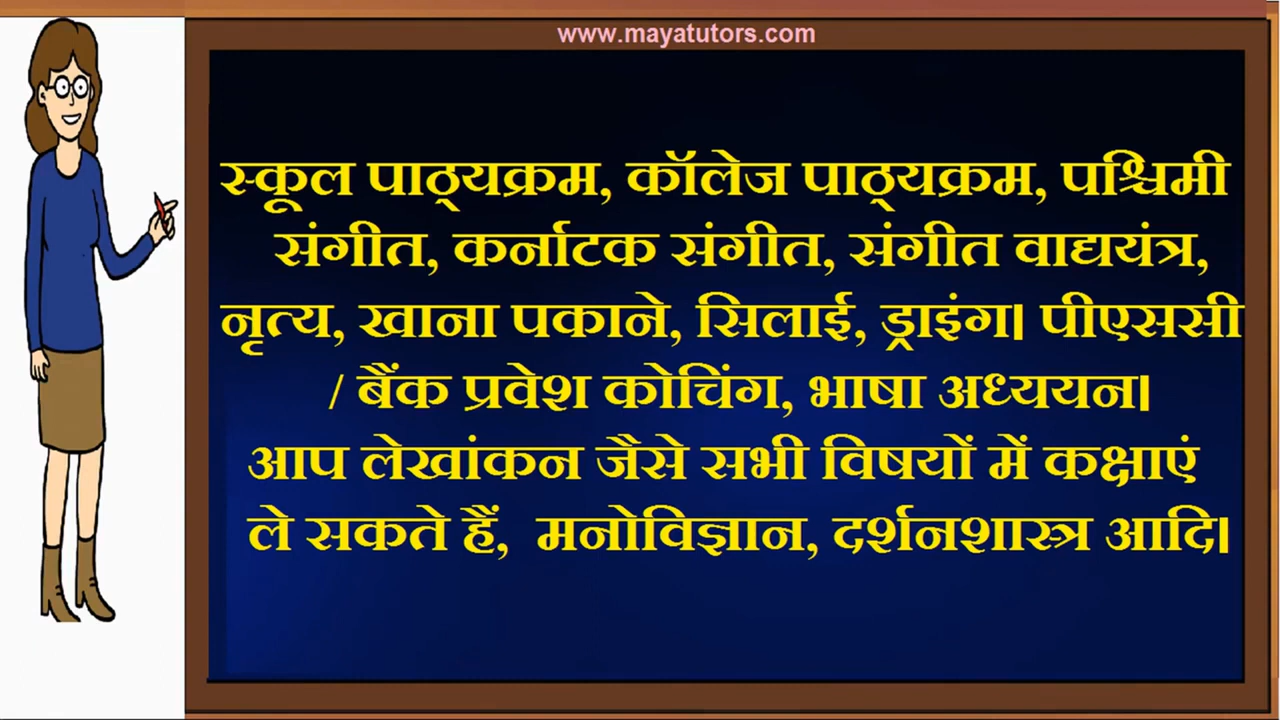 www.mayatutors.com
स्कूल पाठ्यक्रम, कॉलेज पाठ्यक्रम, पश्चिमी
संगीत, कर्नाटक संगीत, संगीत वाद्ययंत्र,
नृत्य, खाना पकाने, सिलाई, ड्राइंग। पीएससी
/ बैंक प्रवेश कोचिंग, भाषा अध्ययन।
आप लेखांकन जैसे सभी विषयों में कक्षाएं
ले सकते हैं, मनोविज्ञान, दर्शनशास्त्र आदि।